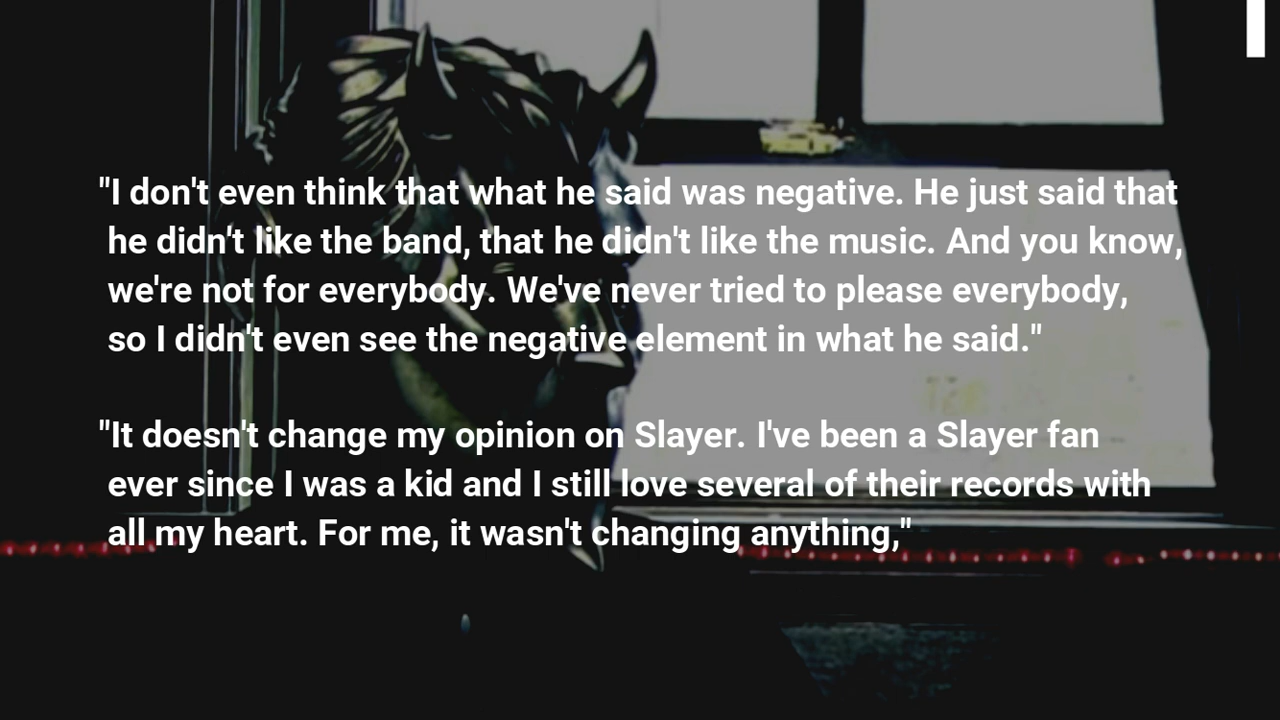 "I don't even think that what he said was negative. He just said that
he didn't like the band, that he didn't like the music. And you know,
we're not for everybody. We've never tried to please everybody,
so I didn't even see the negative element in what he said."
"It doesn't change my opinion on Slayer. I've been a Slayer fan
ever since I was a kid and I still love several of their records with
all my heart. For me, it wasn't changing anything,"